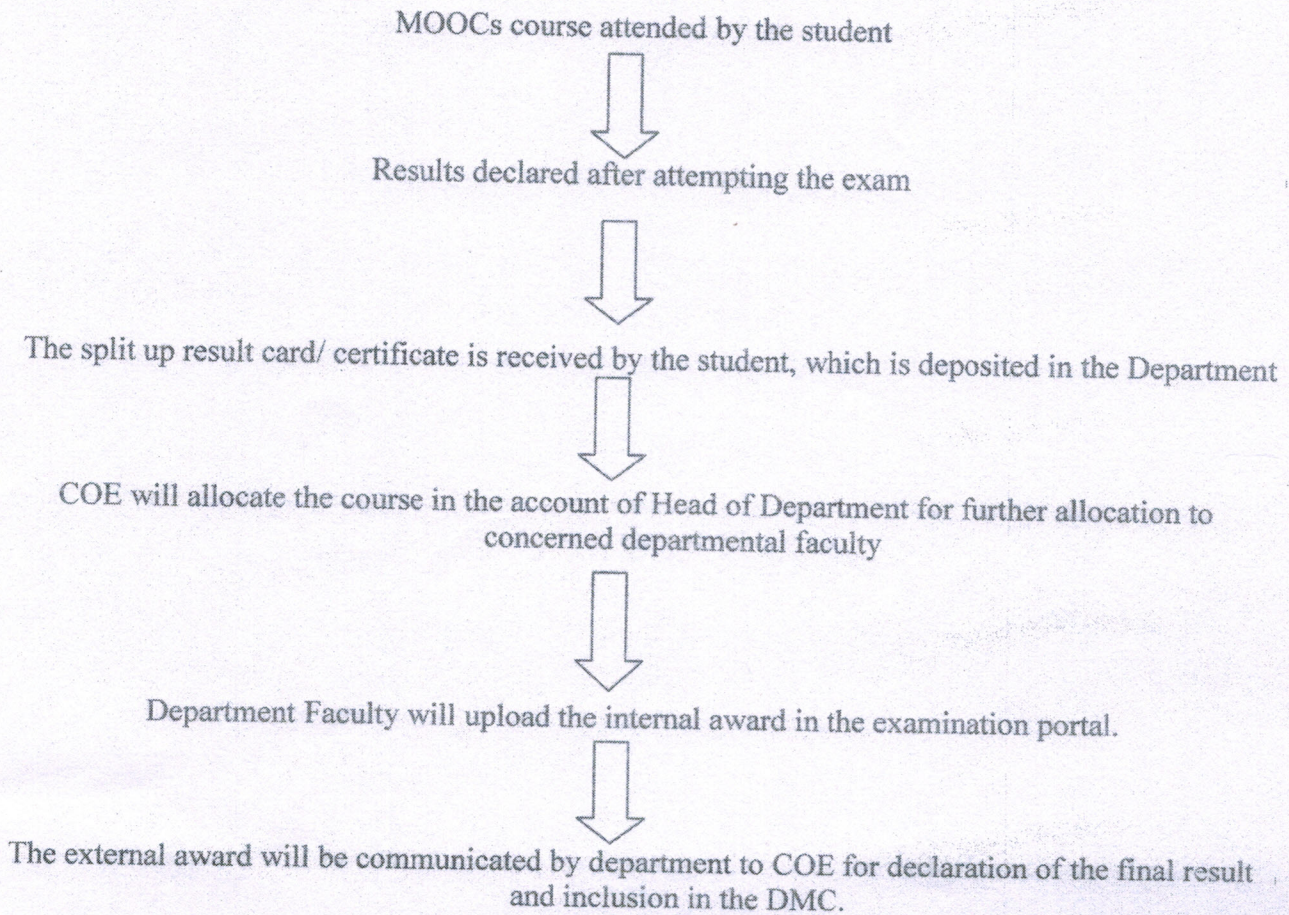 MOOCs course attended by the student
Results declared after attempting the exam
The split up result card/ certificate is received by the student, which is deposited in the Department
COE will allocate the course in the account of Head of Department for further allocation to
concerned departmental faculty
Department Faculty will upload the internal award in the examination portal.
The external award will be communicated by department to COE for declaration of the final result
and inclusion in the DMC.